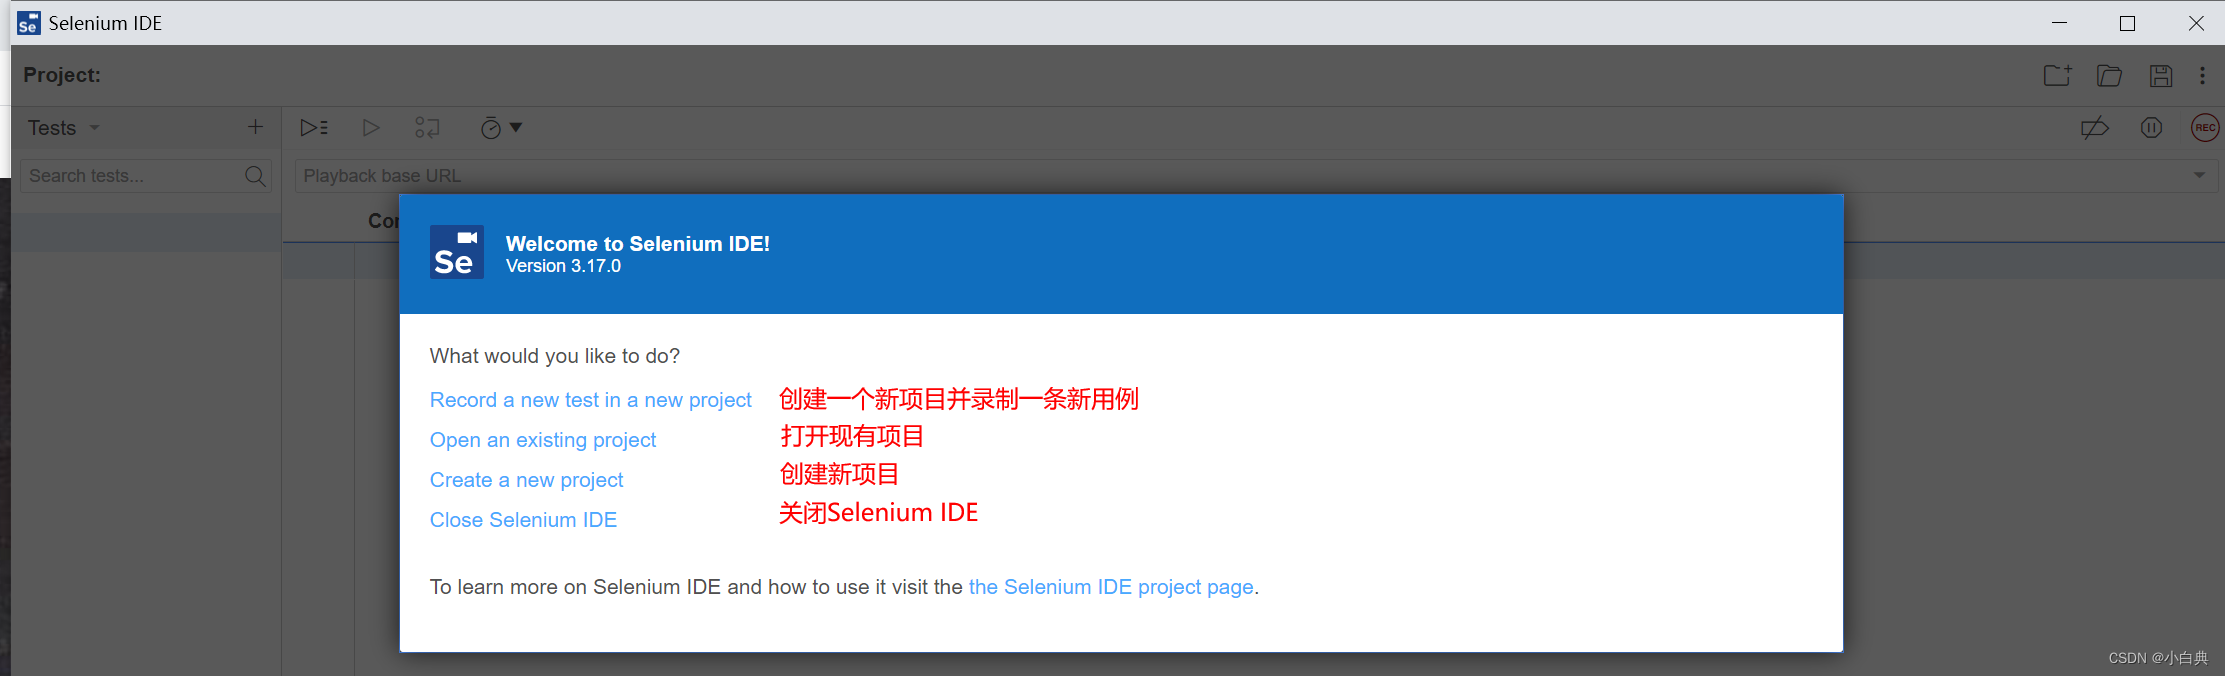 Se Selenium IDE
Project:
Tests
Search tests...
Playback base URL
REC
Se
Welcome to Selenium IDE!
Version 3.17.0
What would you like to do?
Record a new test in a new project 创建一个新项目并录制一条新用例
Open an existing project 打开现有项目
Create a new project 创建新项目
Close Selenium IDE 关闭Selenium IDE
To learn more on Selenium IDE and how to use it visit the the Selenium IDE project page.
CSDN @小白典